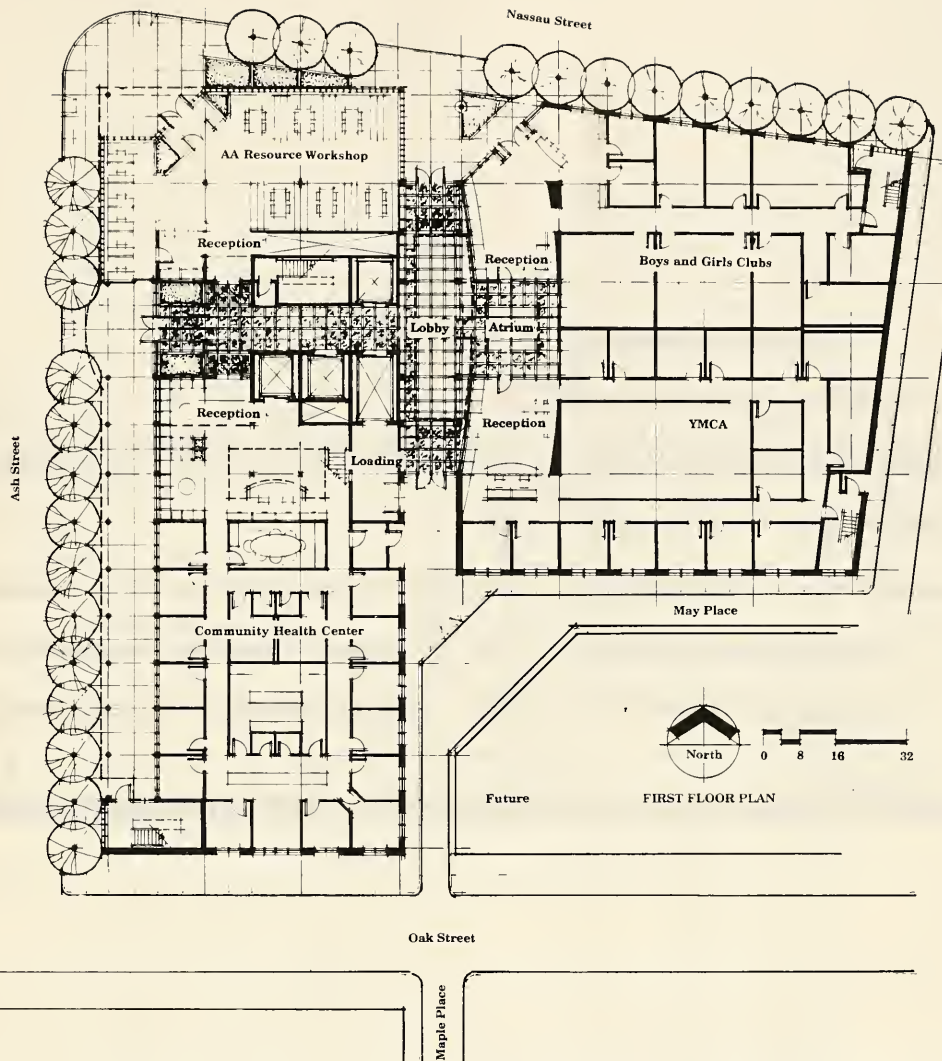 Nassau Street
AA Resource Workshop
Reception
Reception
Boys and Girls Clubs
Lobby
Atrium
Reception
Reception
YMCA
Loading
Ash Street
May Place
Community Health Center
North
0 8 16 32
Future
FIRST FLOOR PLAN
Oak Street
Maple Place